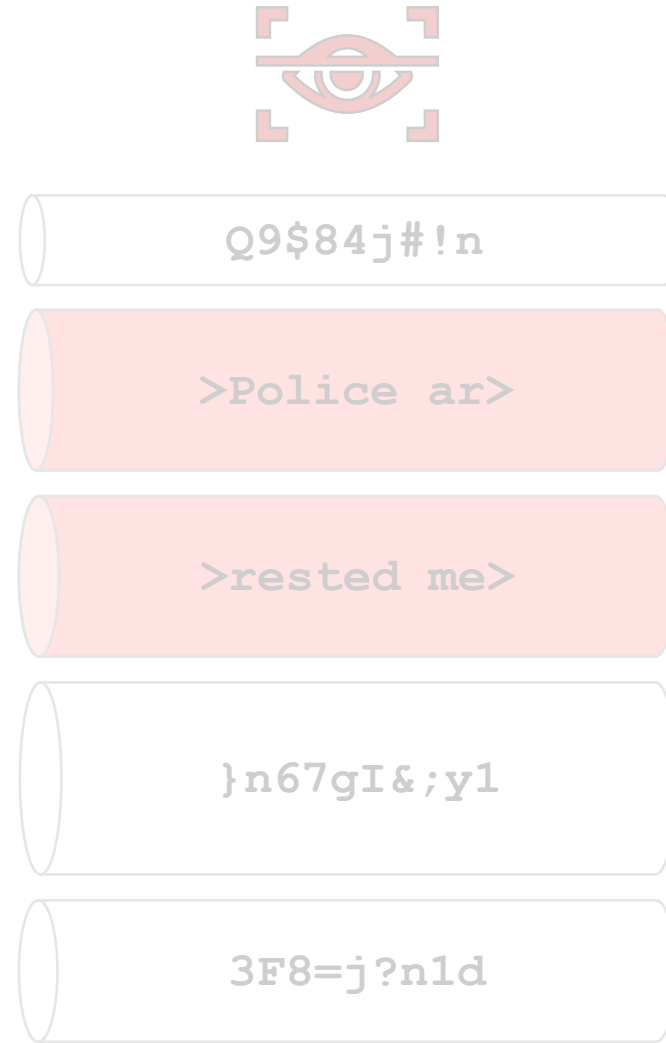 Q9$84j#!n
>Police ar>
>rested me>
}n67gI&;y1
3F8=j?n1d